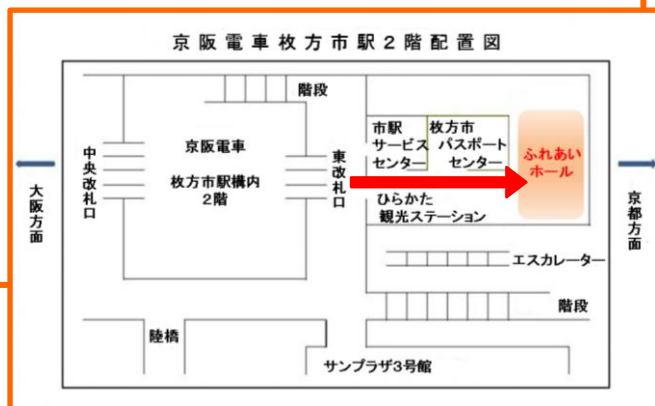 京阪電車枚方市駅2階配置図
階段
京阪電車
枚方市駅構内
2階
中央改札口
東改札口
市駅
サービス
センター
枚方市
パスポート
センター
ふれあい
ホール
ひらかた
観光ステーション
大阪方面
京都方面
エスカレーター
階段
陸橋
サンプラザ3号館